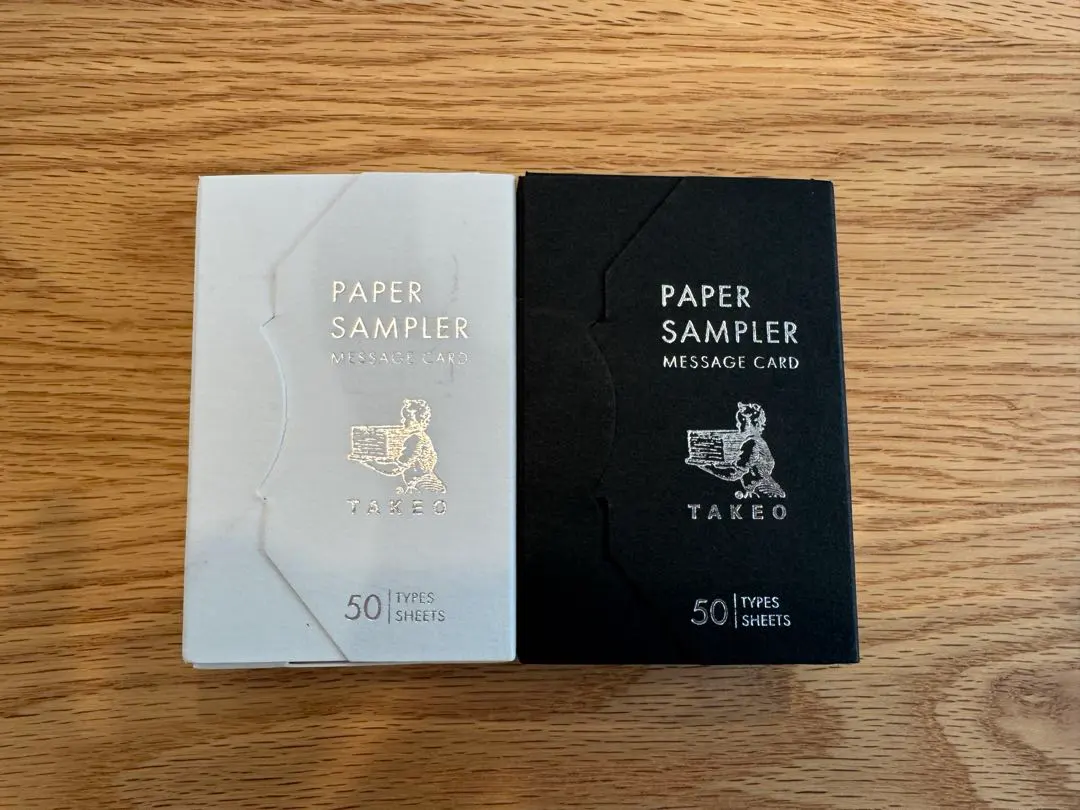 PAPER
SAMPLER
MESSAGE CARD
TAKEO
50 TYPES
SHEETS
PAPER
SAMPLER
MESSAGE CARD
TAKEO
50 TYPES
SHEETS